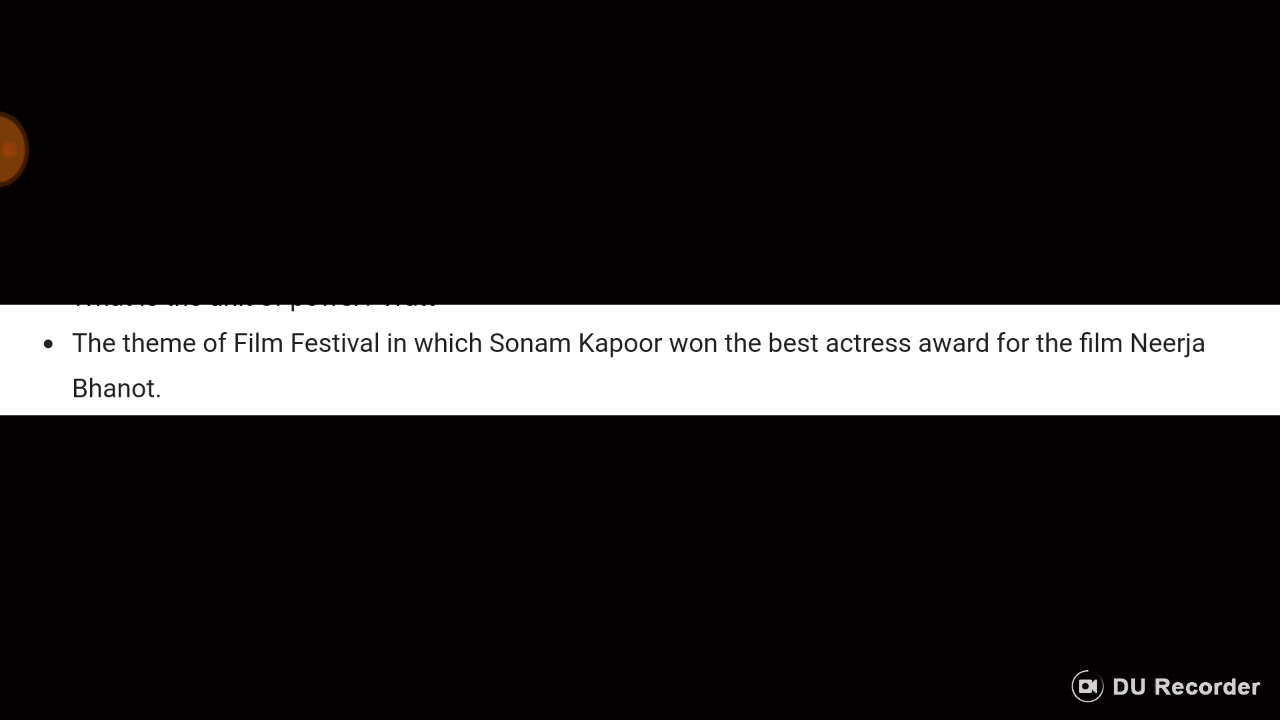 The theme of Film Festival in which Sonam Kapoor won the best actress award for the film Neerja
Bhanot.
DU Recorder